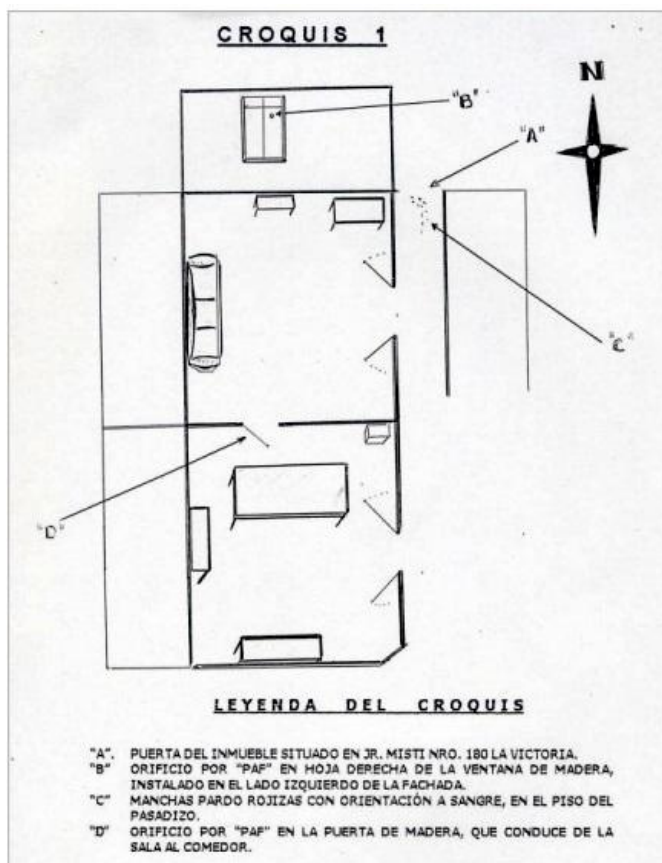 CROQUIS 1
N
"B"
"A"
"C"
"D"
LEYENDA DEL CROQUIS
"A". PUERTA DEL INMUEBLE SITUADO EN JR. MISTI NRO. 180 LA VICTORIA.
"B" ORIFICIO POR "PAF" EN HOJA DERECHA DE LA VENTANA DE MADERA,
INSTALADO EN EL LADO IZQUIERDO DE LA FACHADA.
"C" MANCHAS PARDO ROJIZAS CON ORIENTACIÓN A SANGRE, EN EL PISO DEL
PASADIZO.
"D" ORIFICIO POR "PAF" EN LA PUERTA DE MADERA, QUE CONDUCE DE LA
SALA AL COMEDOR.